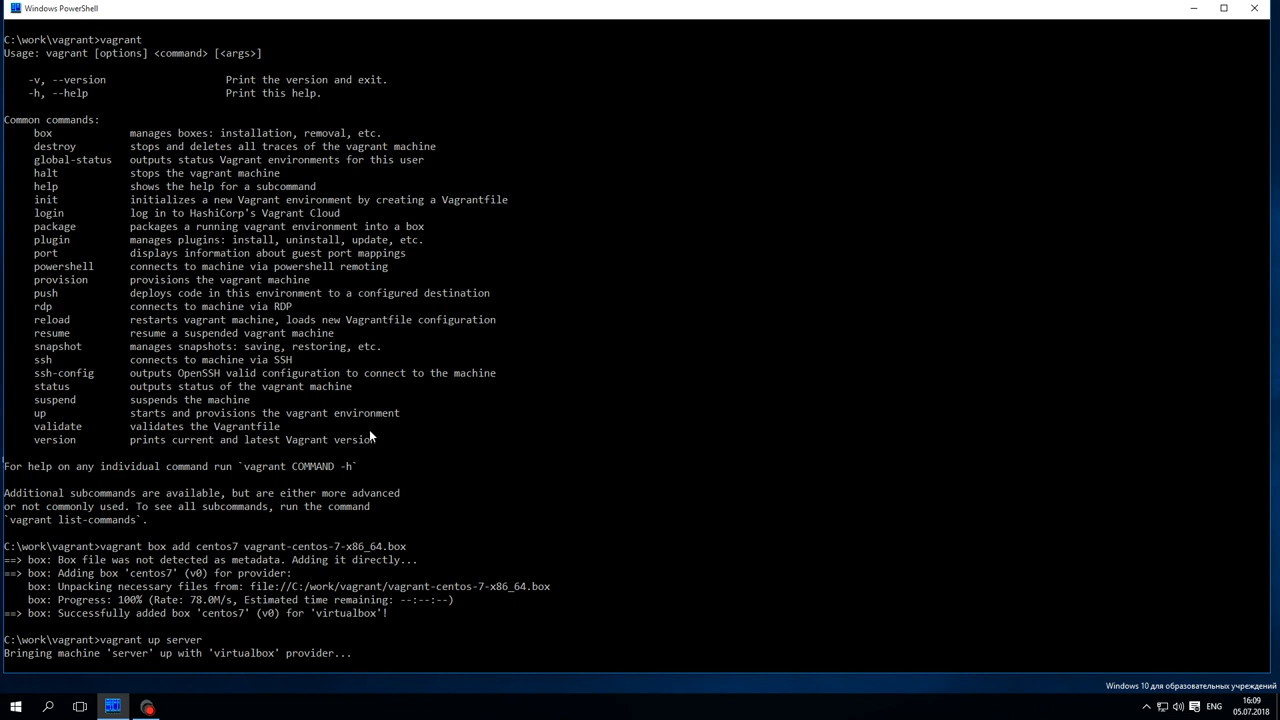 Windows PowerShell
C:\work\vagrant>vagrant
Usage: vagrant [options] <command> [<args>]
-v, --version Print the version and exit.
-h, --help Print this help.
Common commands:
box manages boxes: installation, removal, etc.
destroy stops and deletes all traces of the vagrant machine
global-status outputs status Vagrant environments for this user
halt stops the vagrant machine
help shows the help for a subcommand
init initializes a new Vagrant environment by creating a Vagrantfile
login log in to HashiCorp's Vagrant Cloud
package packages a running vagrant environment into a box
plugin manages plugins: install, uninstall, update, etc.
port displays information about guest port mappings
powershell connects to machine via powershell remoting
provision provisions the vagrant machine
push deploys code in this environment to a configured destination
rdp connects to machine via RDP
reload restarts vagrant machine, loads new Vagrantfile configuration
resume resume a suspended vagrant machine
snapshot manages snapshots: saving, restoring, etc.
ssh connects to machine via SSH
ssh-config outputs OpenSSH valid configuration to connect to the machine
status outputs status of the vagrant machine
suspend suspends the machine
up starts and provisions the vagrant environment
validate validates the Vagrantfile
version prints current and latest Vagrant version
For help on any individual command run `vagrant COMMAND -h`
Additional subcommands are available, but are either more advanced
or not commonly used. To see all subcommands, run the command
`vagrant list-commands`.
C:\work\vagrant>vagrant box add centos7 vagrant-centos-7-x86_64.box
==> box: Box file was not detected as metadata. Adding it directly...
==> box: Adding box 'centos7' (v0) for provider:
box: Unpacking necessary files from: file://C:/work/vagrant/vagrant-centos-7-x86_64.box
box: Progress: 100% (Rate: 78.0M/s, Estimated time remaining: --:--:--)
==> box: Successfully added box 'centos7' (v0) for 'virtualbox'!
C:\work\vagrant>vagrant up server
Bringing machine 'server' up with 'virtualbox' provider...
Windows 10 для образовательных учреждений
ENG
16:09
05.07.2018